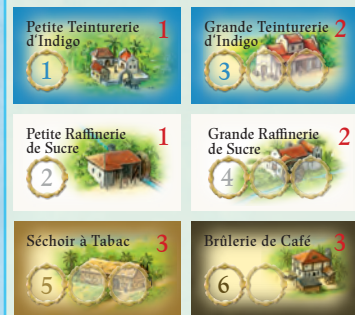 Petite Teinturerie
d'Indigo
1
1
Grande Teinturerie
d'Indigo
2
3
Petite Raffinerie
de Sucre
1
2
Grande Raffinerie
de Sucre
2
4
Séchoir à Tabac
3
5
Brûlerie de Café
3
6